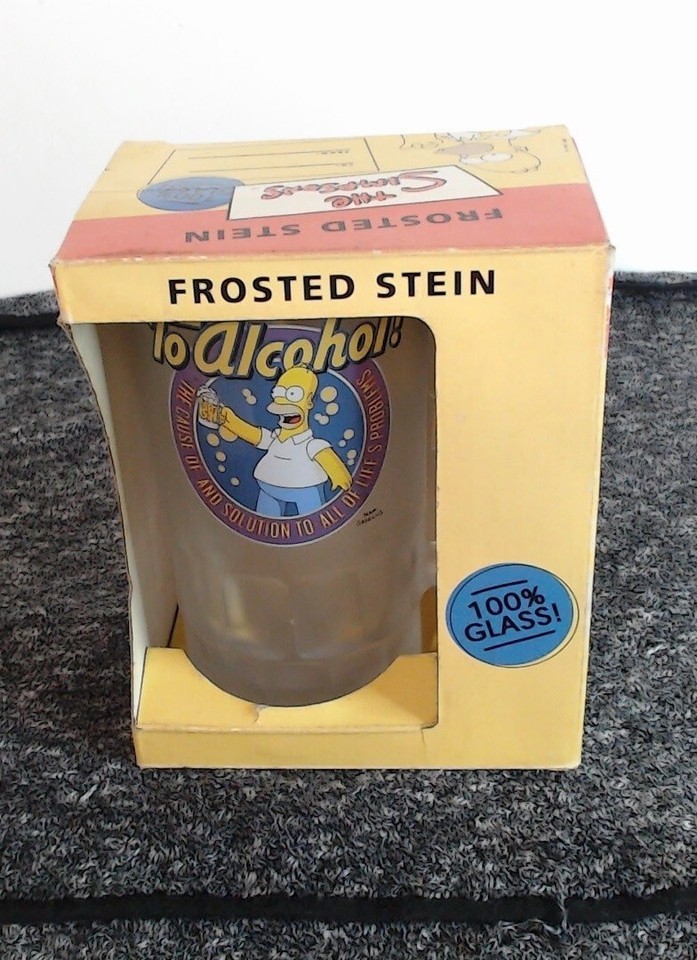 THE
SIMPSONS
FROSTED STEIN
FROSTED STEIN
To alcohol!
THE CAUSE OF AND SOLUTION TO ALL OF LIFE'S PROBLEMS
100%
GLASS!